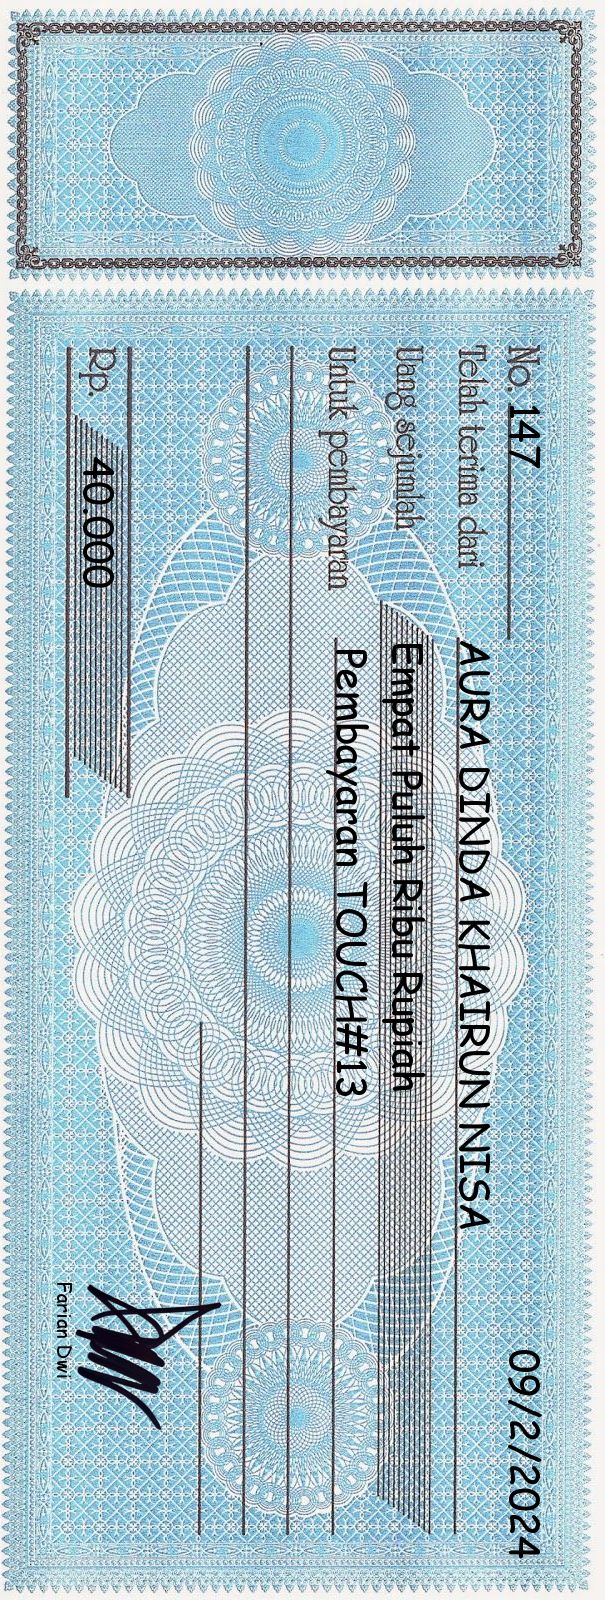 No. 147
09/2/2024
Telah terima dari AURA DINDA KHAIRUN NISA
Uang sejumlah Empat Puluh Ribu Rupiah
Untuk pembayaran Pembayaran TOUCH#13
Rp. 40.000
Farian Dwi